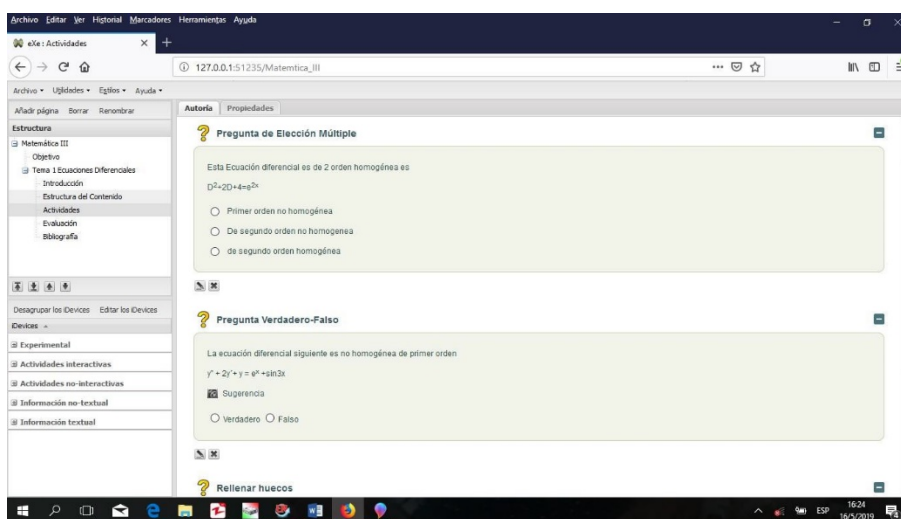 Archivo Editar Ver Historial Marcadores Herramientas Ayuda
eXe : Actividades
127.0.0.1:51235/Matemtica_III
Archivo Utilidades Estilos Ayuda
Añadir página Borrar Renombrar
Estructura
Matemática III
Objetivo
Tema 1 Ecuaciones Diferenciales
Introducción
Estructura del Contenido
Actividades
Evaluación
Bibliografía
Desagrupar los iDevices Editar los iDevices
iDevices
Experimental
Actividades interactivas
Actividades no-interactivas
Información no-textual
Información textual
Autoría Propiedades
Pregunta de Elección Múltiple
Esta Ecuación diferencial es de 2 orden homogénea es
D²+2D+4=e²ˣ
Primer orden no homogénea
De segundo orden no homogenea
de segundo orden homogénea
Pregunta Verdadero-Falso
La ecuación diferencial siguiente es no homogénea de primer orden
y''+ 2y'+ y = eˣ +sin3x
Sugerencia
Verdadero Falso
Rellenar huecos
ESP
16:24
16/5/2019